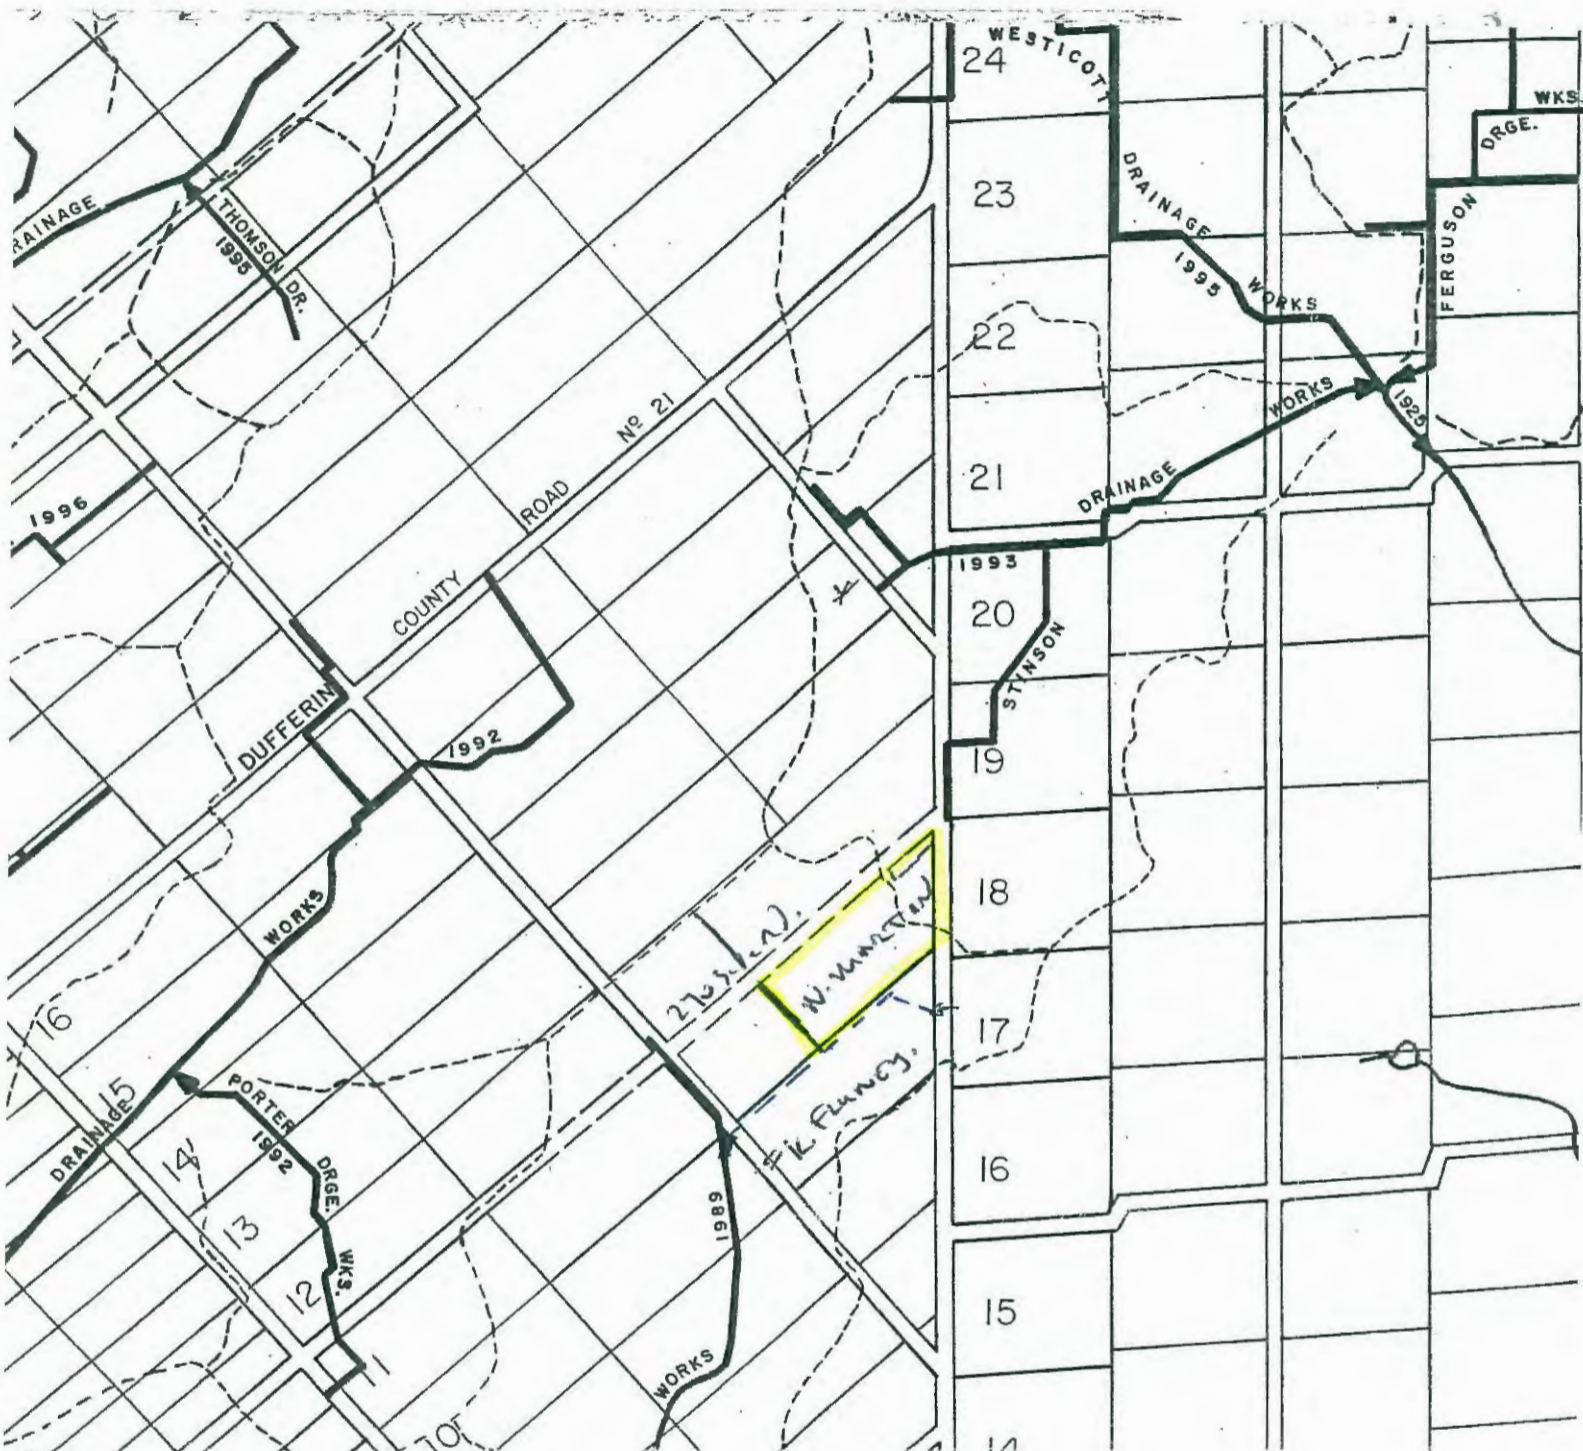 WESTICOTT
24
WKS.
DRGE.
DRAINAGE
23
FERGUSON
RAINAGE
THOMSON DR.
1995
1995
WORKS
22
WORKS
1925
Nº 21
21
DRAINAGE
ROAD
1996
1993
COUNTY
20
STINSON
DUFFERIN
1992
19
WORKS
18
16
17
15
PORTER
DRAINAGE
1992
14
DRGE.
16
13
1989
WKS.
12
15
11
WORKS
10
14